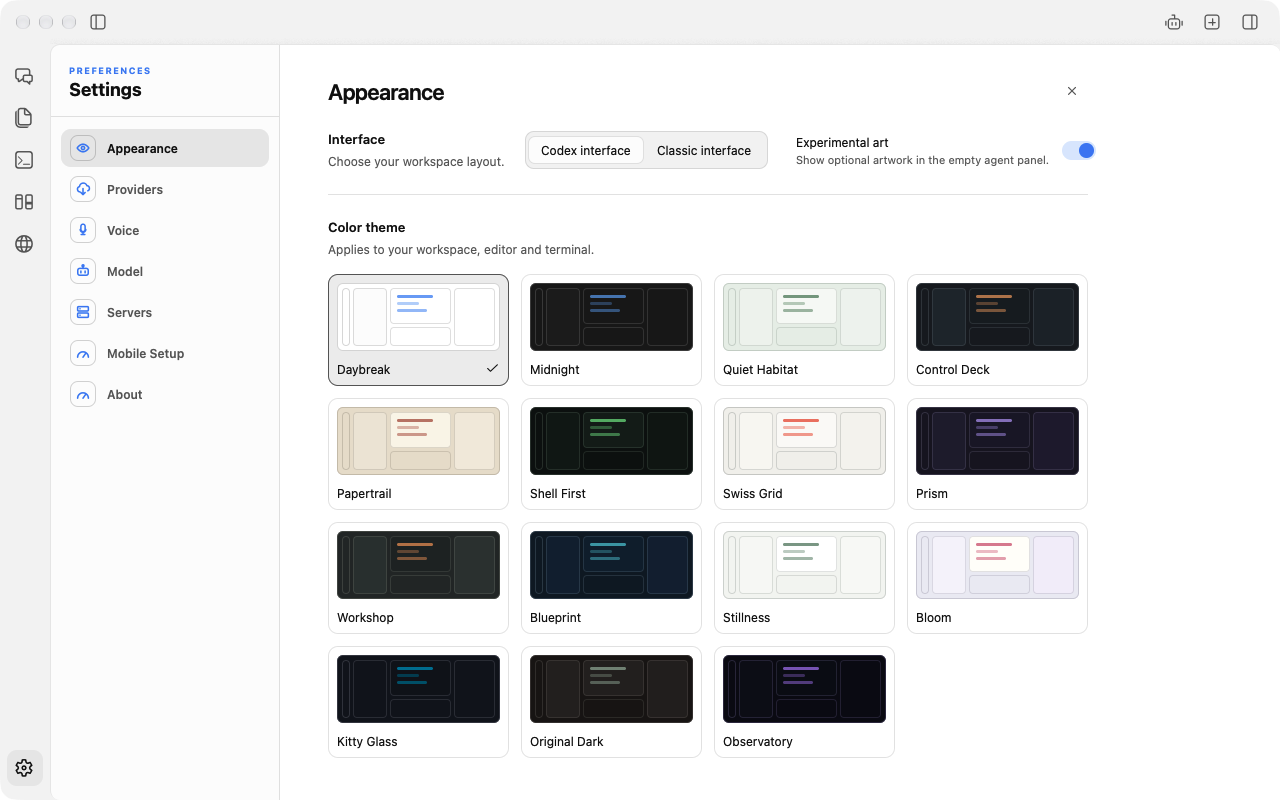 PREFERENCES
Settings
Appearance
Providers
Voice
Model
Servers
Mobile Setup
About
Appearance
Interface
Choose your workspace layout.
Codex interface
Classic interface
Experimental art
Show optional artwork in the empty agent panel.
Color theme
Applies to your workspace, editor and terminal.
Daybreak
Midnight
Quiet Habitat
Control Deck
Papertrail
Shell First
Swiss Grid
Prism
Workshop
Blueprint
Stillness
Bloom
Kitty Glass
Original Dark
Observatory